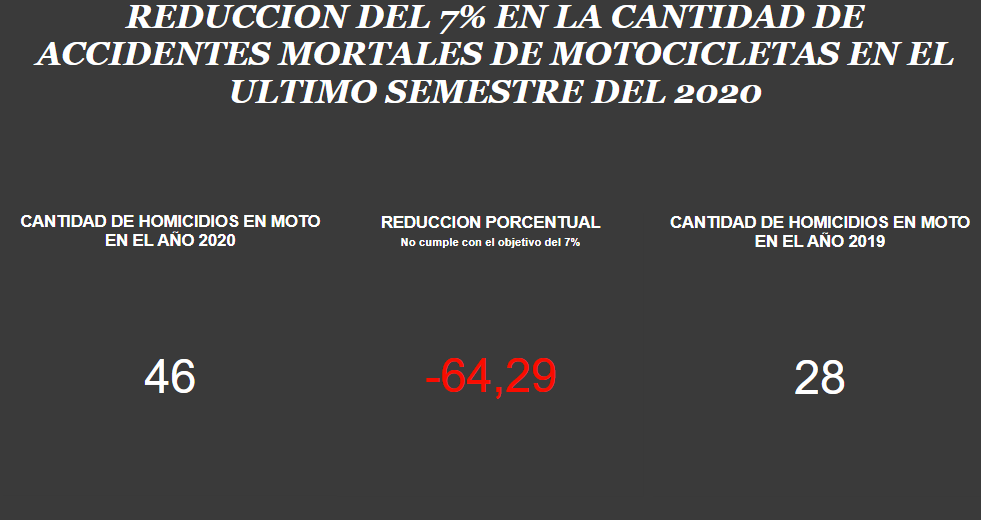 REDUCCION DEL 7% EN LA CANTIDAD DE
ACCIDENTES MORTALES DE MOTOCICLETAS EN EL
ULTIMO SEMESTRE DEL 2020
CANTIDAD DE HOMICIDIOS EN MOTO
EN EL AÑO 2020
46
REDUCCION PORCENTUAL
No cumple con el objetivo del 7%
-64,29
CANTIDAD DE HOMICIDIOS EN MOTO
EN EL AÑO 2019
28